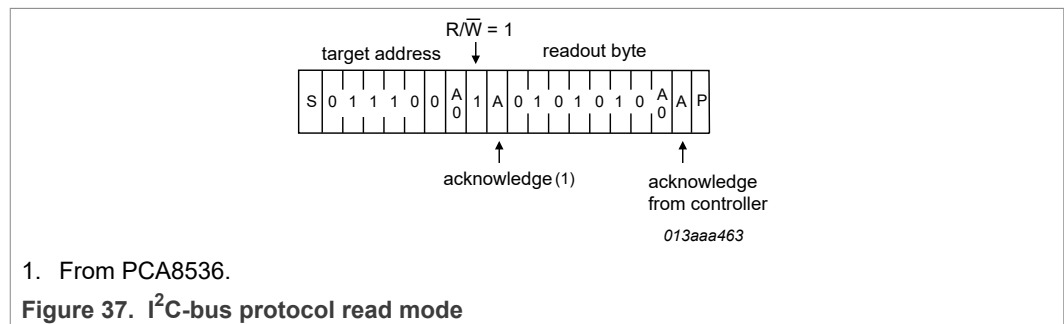 R/W̅ = 1
target address
readout byte
S 0 1 1 1 0 0 A0 1 A 0 1 0 1 0 1 0 A0 A P
acknowledge (1)
acknowledge
from controller
013aaa463
1. From PCA8536.
Figure 37. I²C-bus protocol read mode